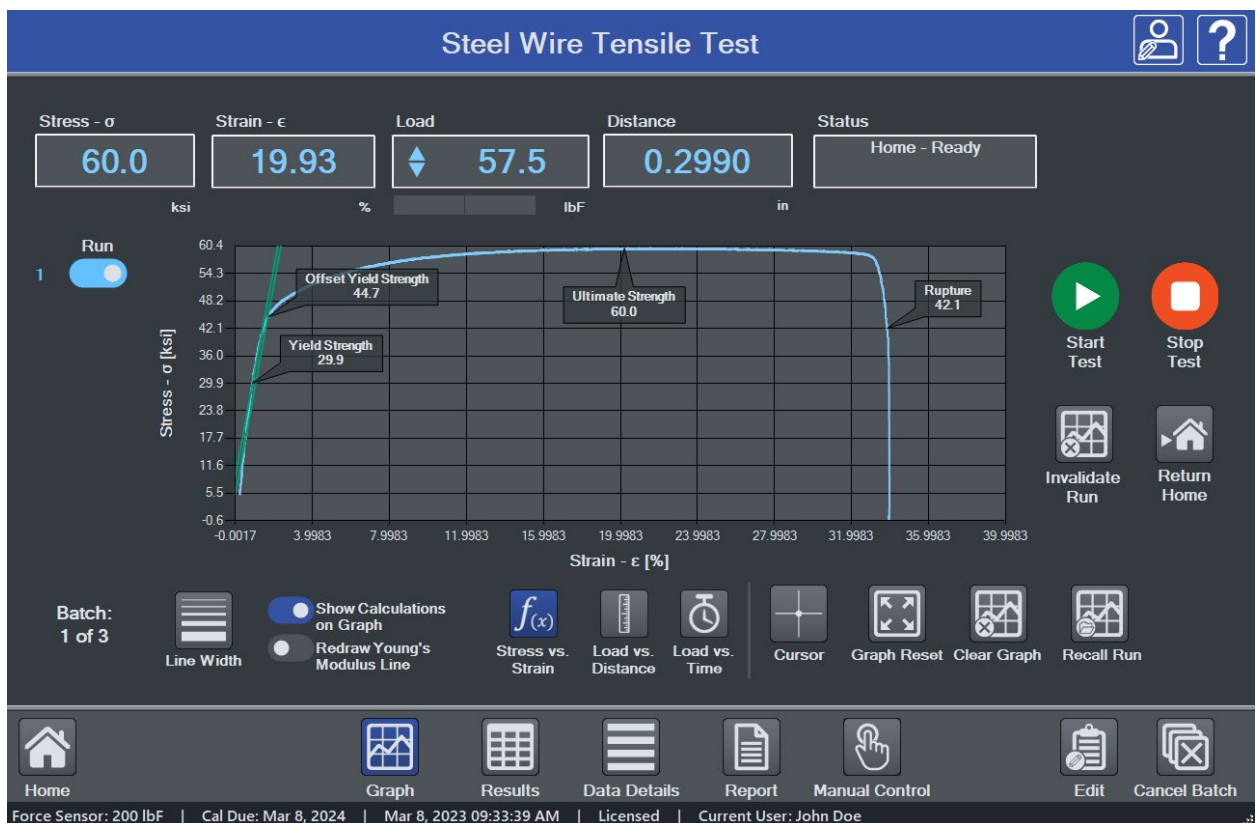 Steel Wire Tensile Test
?
Stress - σ
Strain - ϵ
Load
Distance
Status
60.0
19.93
57.5
0.2990
Home - Ready
ksi
%
lbF
in
Run
1
60.4
54.3
48.2
42.1
36.0
29.9
23.8
17.7
11.6
5.5
-0.6
Stress - σ [ksi]
Offset Yield Strength
44.7
Yield Strength
29.9
Ultimate Strength
60.0
Rupture
42.1
-0.0017
3.9983
7.9983
11.9983
15.9983
19.9983
23.9983
27.9983
31.9983
35.9983
39.9983
Strain - ε [%]
Start
Test
Stop
Test
Invalidate
Run
Return
Home
Batch:
1 of 3
Line Width
Show Calculations
on Graph
Redraw Young's
Modulus Line
f(x)
Stress vs.
Strain
Load vs.
Distance
Load vs.
Time
Cursor
Graph Reset
Clear Graph
Recall Run
Home
Graph
Results
Data Details
Report
Manual Control
Edit
Cancel Batch
Force Sensor: 200 lbF | Cal Due: Mar 8, 2024 | Mar 8, 2023 09:33:39 AM | Licensed | Current User: John Doe